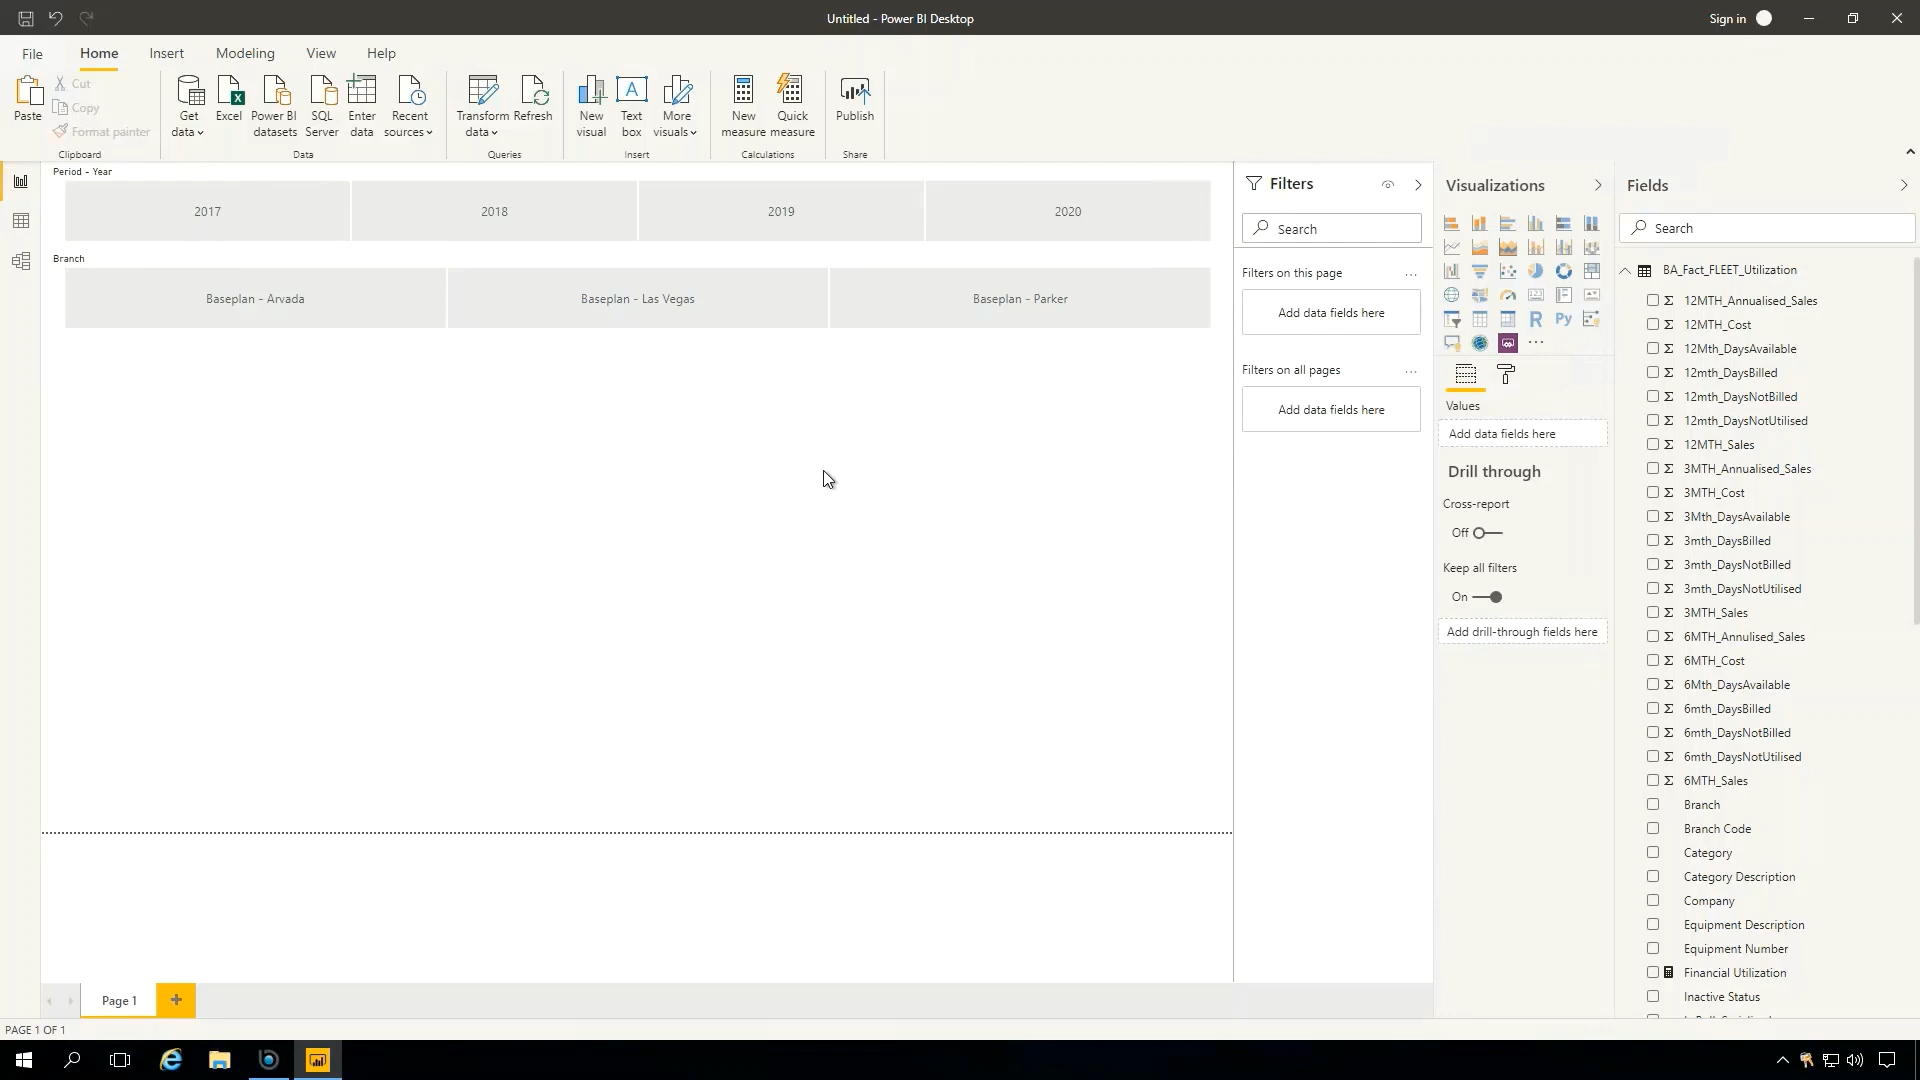 Untitled - Power BI Desktop
Sign in
File
Home
Insert
Modeling
View
Help
Paste
Cut
Copy
Format painter
Clipboard
Get data
Excel
Power BI datasets
SQL Server
Enter data
Recent sources
Data
Transform data
Refresh
Queries
New visual
A
Text box
More visuals
Insert
New measure
Quick measure
Calculations
Publish
Share
Period - Year
2017
2018
2019
2020
Branch
Baseplan - Arvada
Baseplan - Las Vegas
Baseplan - Parker
Filters
Search
Filters on this page
...
Add data fields here
Filters on all pages
...
Add data fields here
Visualizations
123
R
Py
...
Values
Add data fields here
Drill through
Cross-report
Off
Keep all filters
On
Add drill-through fields here
Fields
Search
BA_Fact_FLEET_Utilization
Σ 12MTH_Annualised_Sales
Σ 12MTH_Cost
Σ 12Mth_DaysAvailable
Σ 12mth_DaysBilled
Σ 12mth_DaysNotBilled
Σ 12mth_DaysNotUtilised
Σ 12MTH_Sales
Σ 3MTH_Annualised_Sales
Σ 3MTH_Cost
Σ 3Mth_DaysAvailable
Σ 3mth_DaysBilled
Σ 3mth_DaysNotBilled
Σ 3mth_DaysNotUtilised
Σ 3MTH_Sales
Σ 6MTH_Annulised_Sales
Σ 6MTH_Cost
Σ 6Mth_DaysAvailable
Σ 6mth_DaysBilled
Σ 6mth_DaysNotBilled
Σ 6mth_DaysNotUtilised
Σ 6MTH_Sales
Branch
Branch Code
Category
Category Description
Company
Equipment Description
Equipment Number
Financial Utilization
Inactive Status
Page 1
+
PAGE 1 OF 1